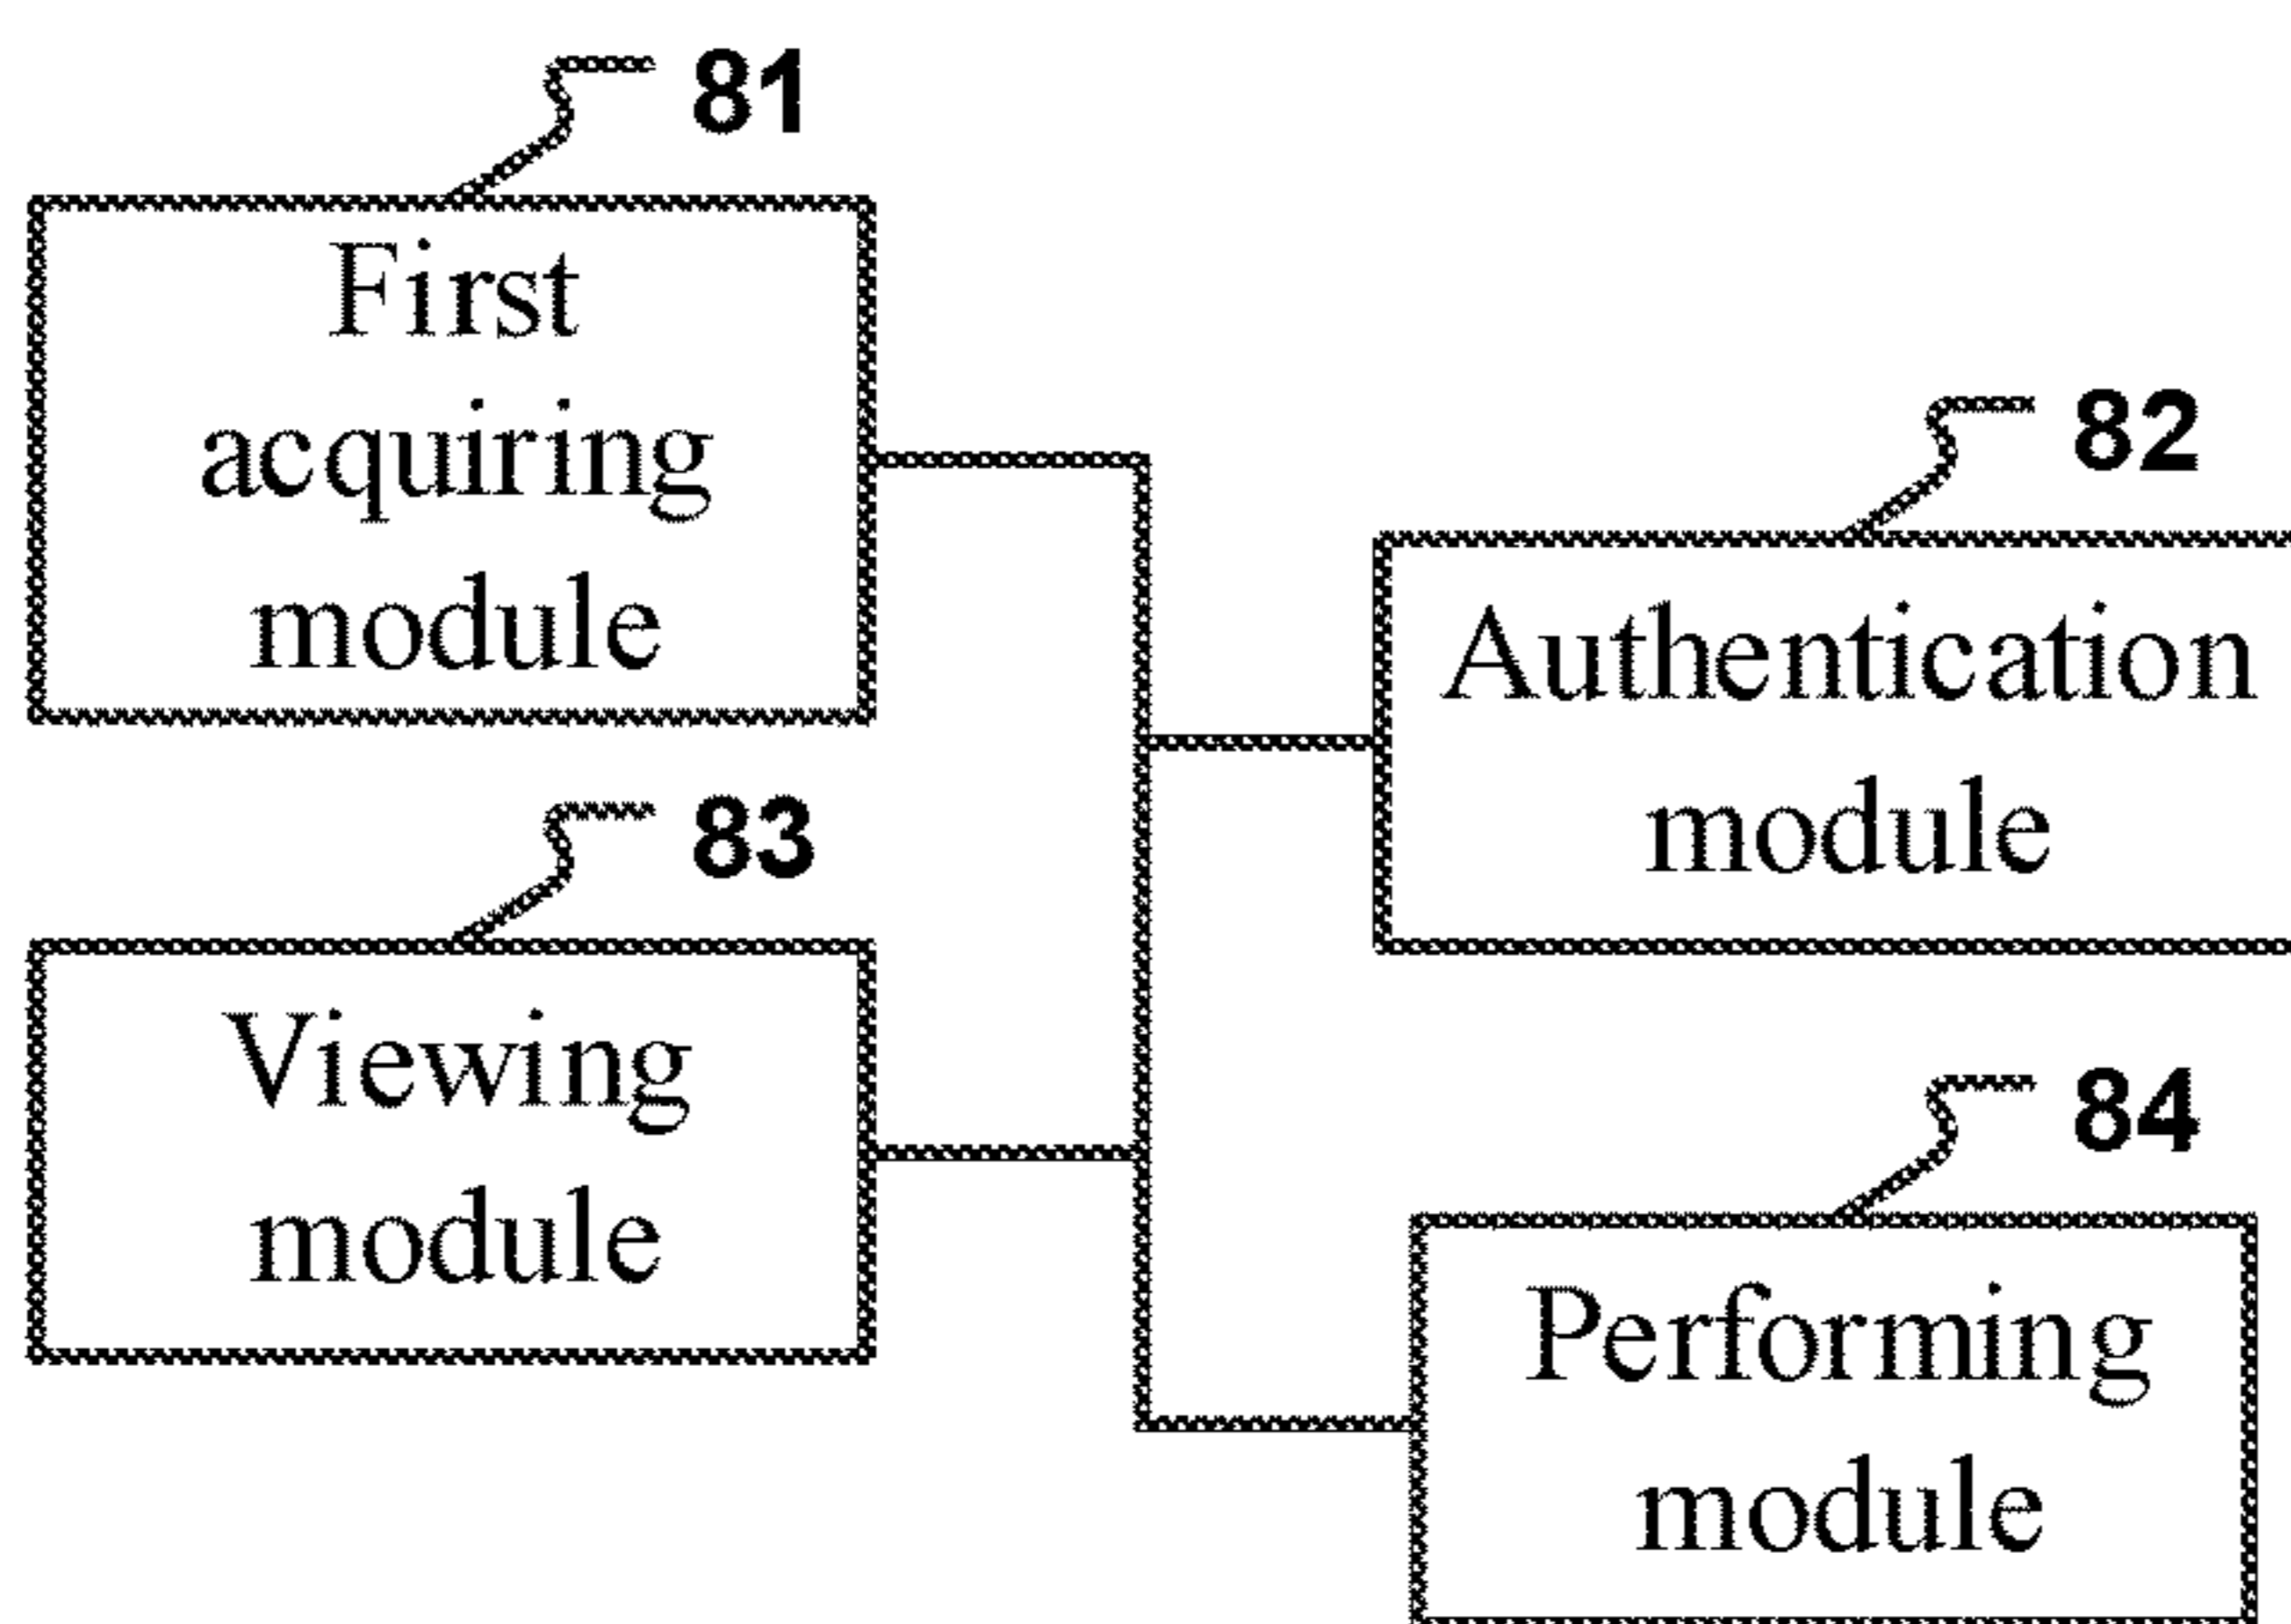 81
First
acquiring
module
82
Authentication
module
83
Viewing
module
84
Performing
module